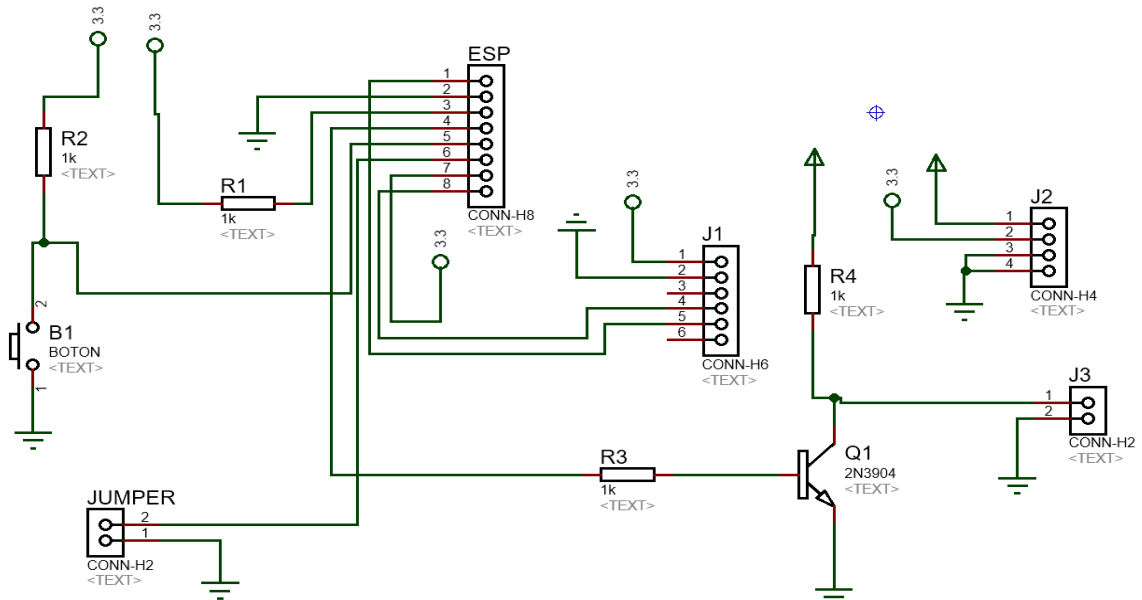 3.3
3.3
R2
1k
<TEXT>
R1
1k
<TEXT>
ESP
1
2
3
4
5
6
7
8
CONN-H8
<TEXT>
3.3
3.3
J1
1
2
3
4
5
6
CONN-H6
<TEXT>
3.3
J2
1
2
3
4
CONN-H4
<TEXT>
R4
1k
<TEXT>
2
B1
BOTON
<TEXT>
1
J3
1
2
CONN-H2
<TEXT>
R3
1k
<TEXT>
Q1
2N3904
<TEXT>
JUMPER
2
1
CONN-H2
<TEXT>